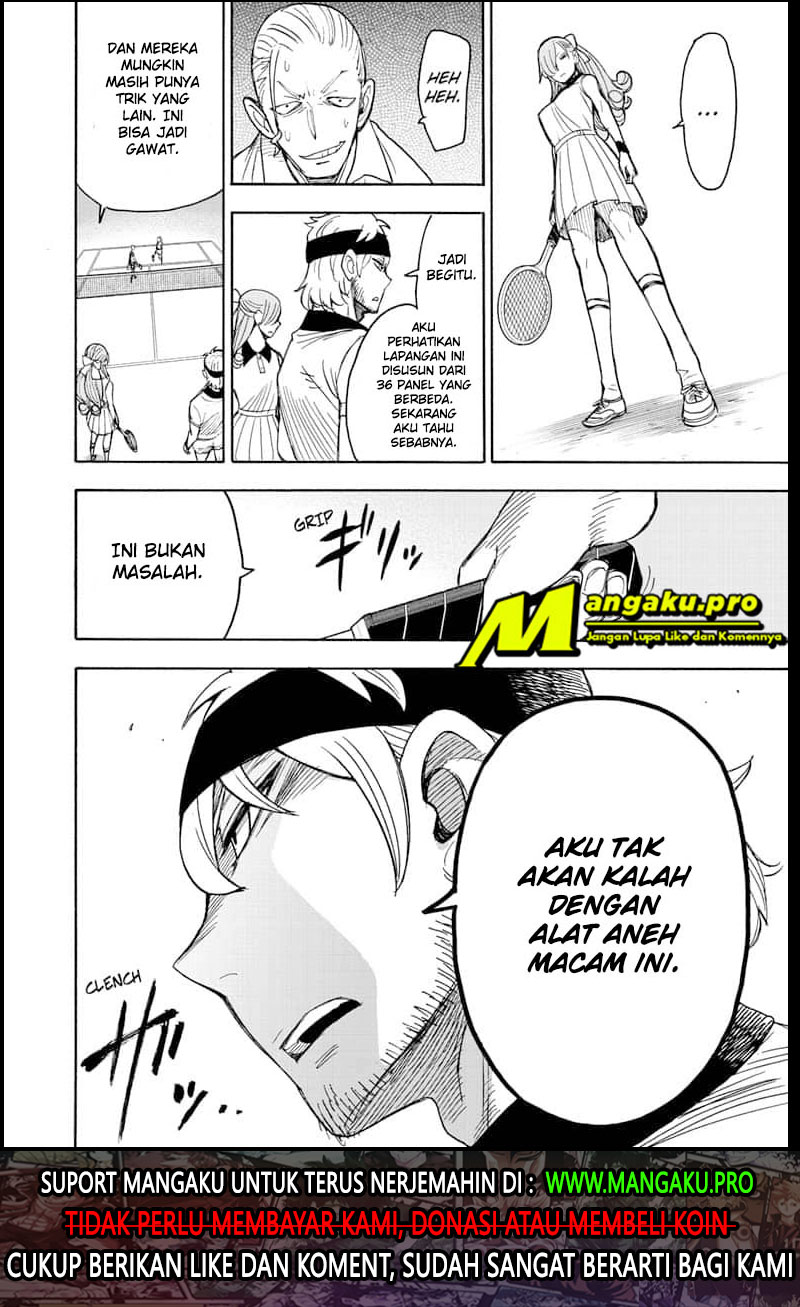 ...
HEH
HEH.
JADI
BEGITU.
AKU
PERHATIKAN
LAPANGAN INI
DISUSUN DARI
36 PANEL YANG
BERBEDA.
SEKARANG
AKU TAHU
SEBABNYA.
DAN MEREKA
MUNGKIN
MASIH PUNYA
TRIK YANG
LAIN. INI
BISA JADI
GAWAT.
GRIP
ギッ
INI BUKAN
MASALAH.
Mangaku.pro
Jangan Lupa Like dan Komennya
AKU TAK
AKAN KALAH
DENGAN
ALAT ANEH
MACAM INI.
CLENCH
SUPORT MANGAKU UNTUK TERUS NERJEMAHIN DI : WWW.MANGAKU.PRO
TIDAK PERLU MEMBAYAR KAMI, DONASI ATAU MEMBELI KOIN
CUKUP BERIKAN LIKE DAN KOMENT, SUDAH SANGAT BERARTI BAGI KAMI